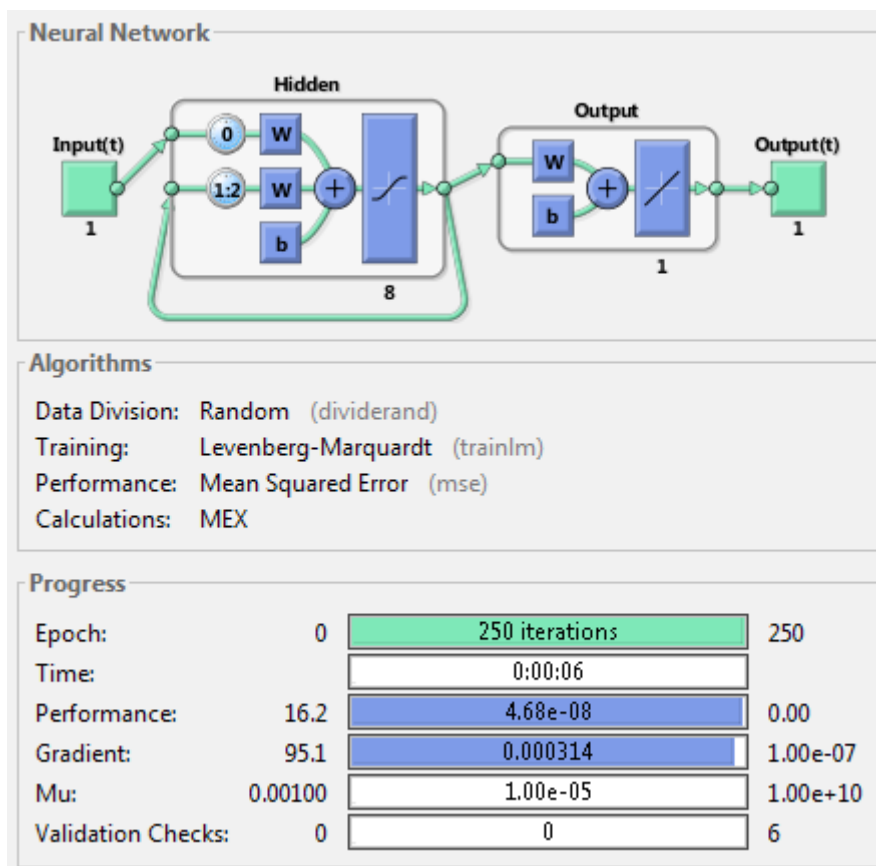 Neural Network
Hidden
Output
Input(t)
0
W
1:2
W
b
W
b
Output(t)
1
8
1
1
Algorithms
Data Division: Random (dividerand)
Training: Levenberg-Marquardt (trainlm)
Performance: Mean Squared Error (mse)
Calculations: MEX
Progress
Epoch: 0 250 iterations 250
Time: 0:00:06
Performance: 16.2 4.68e-08 0.00
Gradient: 95.1 0.000314 1.00e-07
Mu: 0.00100 1.00e-05 1.00e+10
Validation Checks: 0 0 6